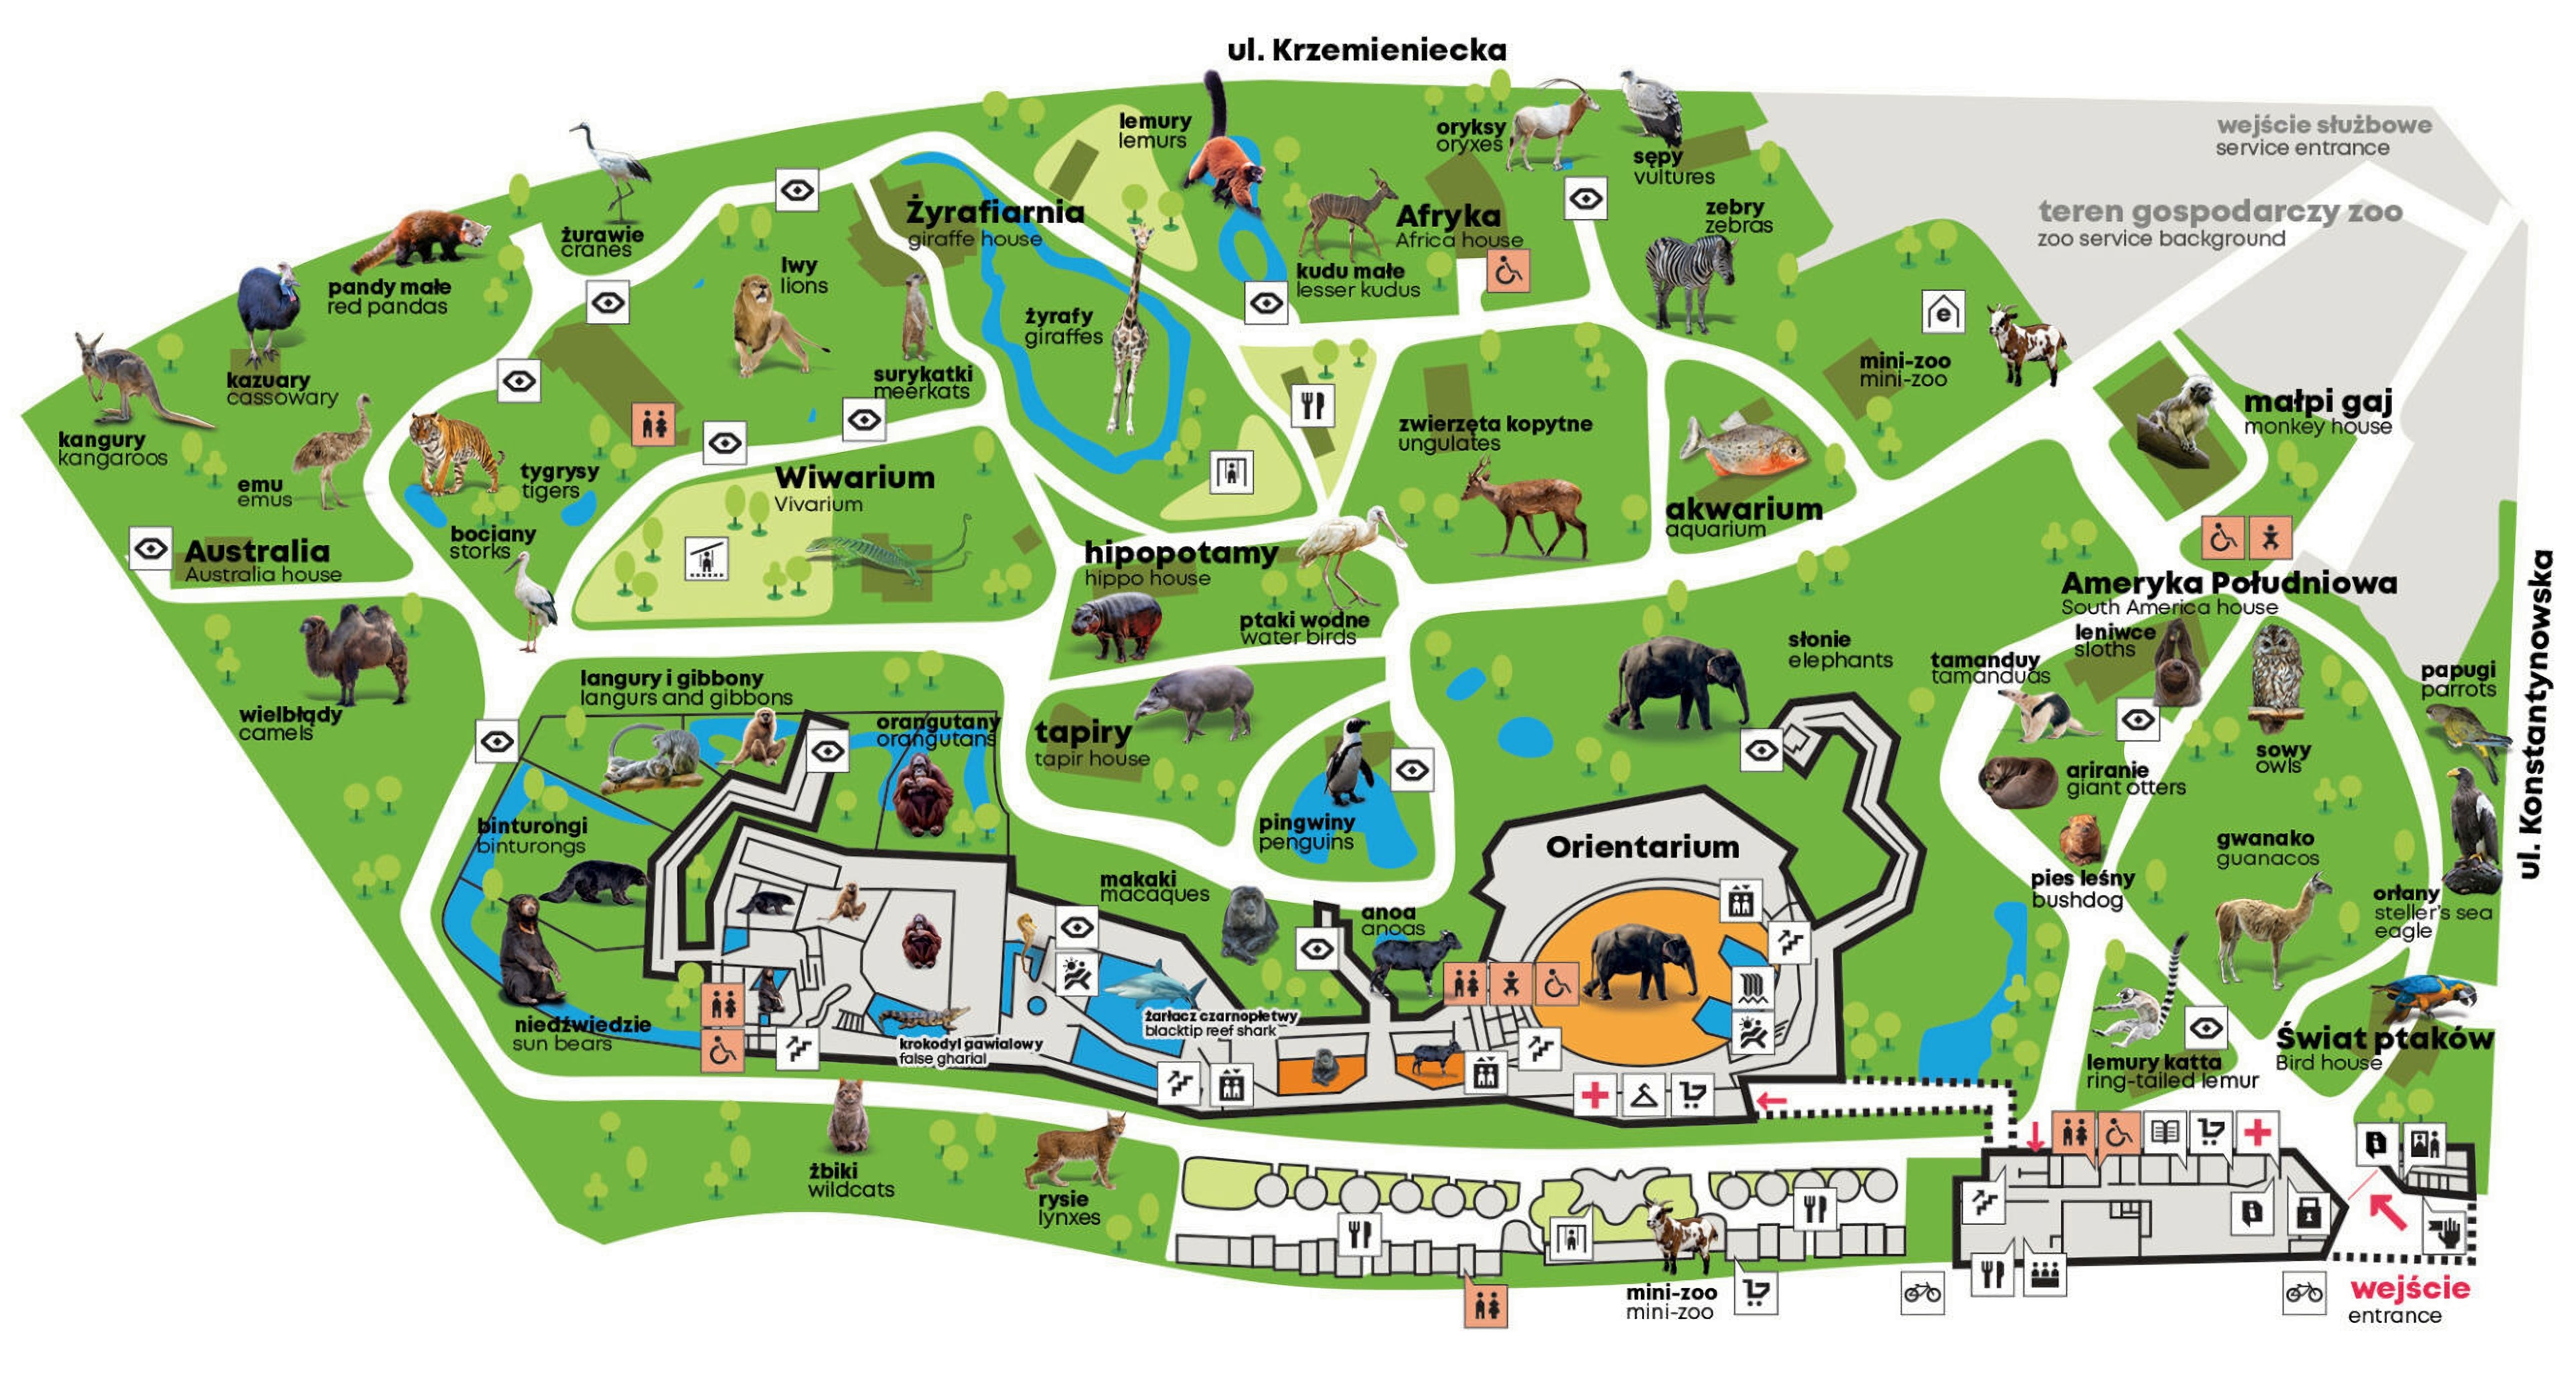 ul. Krzemieniecka
wejście służbowe
service entrance
teren gospodarczy zoo
zoo service background
lemury
lemurs
oryksy
oryxes
sępy
vultures
zebry
zebras
kudu małe
lesser kudus
Afryka
Africa house
Żyrafiarnia
giraffe house
żyrafy
giraffes
żurawie
cranes
lwy
lions
surykatki
meerkats
pandy małe
red pandas
kazuary
cassowary
kangury
kangaroos
emu
emus
tygrysy
tigers
bociany
storks
Australia
Australia house
Wiwarium
Vivarium
zwierzęta kopytne
ungulates
akwarium
aquarium
mini-zoo
mini-zoo
e
małpi gaj
monkey house
hipopotamy
hippo house
ptaki wodne
water birds
Ameryka Południowa
South America house
leniwce
sloths
tamanduy
tamanduas
słonie
elephants
papugi
parrots
ul. Konstantynowska
sowy
owls
ariranie
giant otters
pies leśny
bushdog
gwanako
guanacos
orłany
steller's sea
eagle
wielbłądy
camels
langury i gibbony
langurs and gibbons
orangutany
orangutans
tapiry
tapir house
pingwiny
penguins
binturongi
binturongs
Orientarium
makaki
macaques
anoa
anoas
niedźwiedzie
sun bears
krokodyl gawialowy
false gharial
żarłacz czarnopłetwy
blacktip reef shark
lemury katta
ring-tailed lemur
Świat ptaków
Bird house
żbiki
wildcats
rysie
lynxes
mini-zoo
mini-zoo
i
i
wejście
entrance